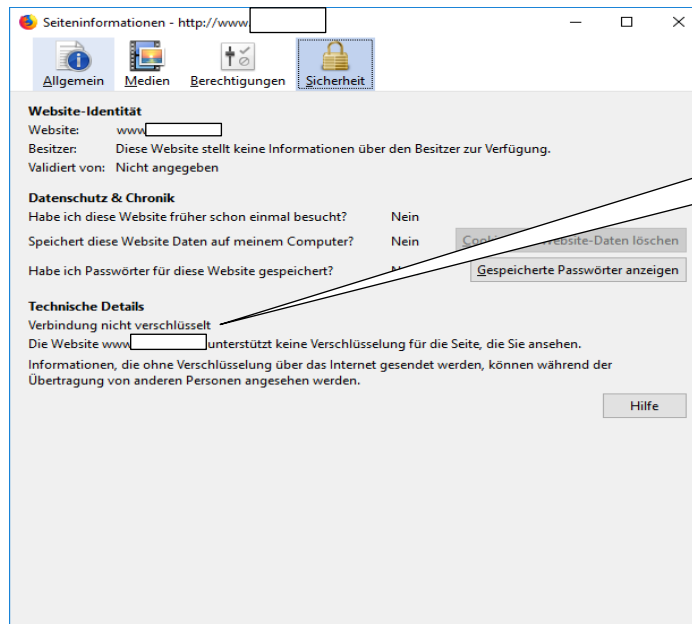 Seiteninformationen - http://www.
Allgemein Medien Berechtigungen Sicherheit
Website-Identität
Website: www
Besitzer: Diese Website stellt keine Informationen über den Besitzer zur Verfügung.
Validiert von: Nicht angegeben
Datenschutz & Chronik
Habe ich diese Website früher schon einmal besucht? Nein
Speichert diese Website Daten auf meinem Computer? Nein
Website-Daten löschen
Habe ich Passwörter für diese Website gespeichert?
Gespeicherte Passwörter anzeigen
Technische Details
Verbindung nicht verschlüsselt
Die Website www unterstützt keine Verschlüsselung für die Seite, die Sie ansehen.
Informationen, die ohne Verschlüsselung über das Internet gesendet werden, können während der
Übertragung von anderen Personen angesehen werden.
Hilfe